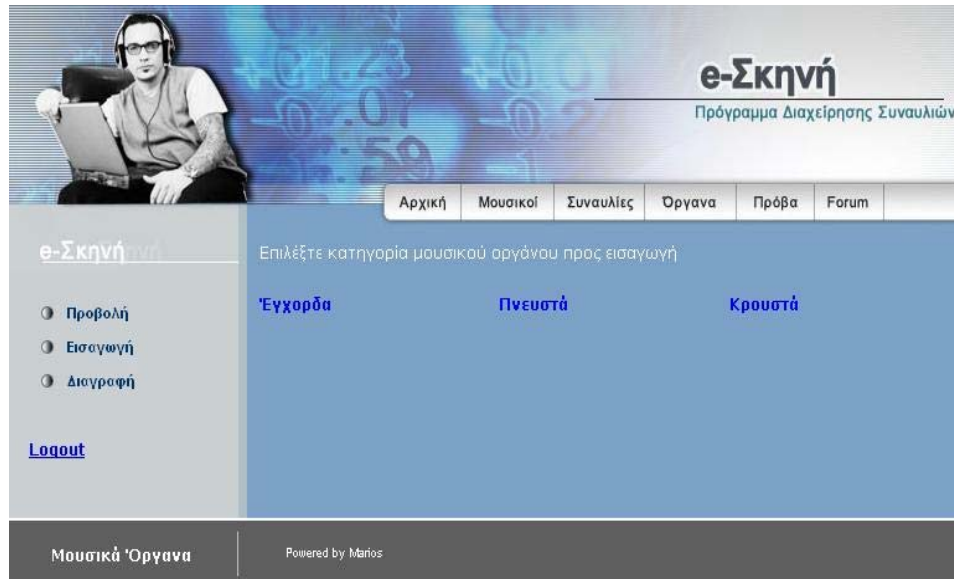 e-Σκηνή
Πρόγραμμα Διαχείρησης Συναυλιών
Αρχική Μουσικοί Συναυλίες Όργανα Πρόβα Forum
e-Σκηνή
Επιλέξτε κατηγορία μουσικού οργάνου προς εισαγωγή
Έγχορδα Πνευστά Κρουστά
Προβολή
Εισαγωγή
Διαγραφή
Logout
Μουσικά Όργανα Powered by Marios